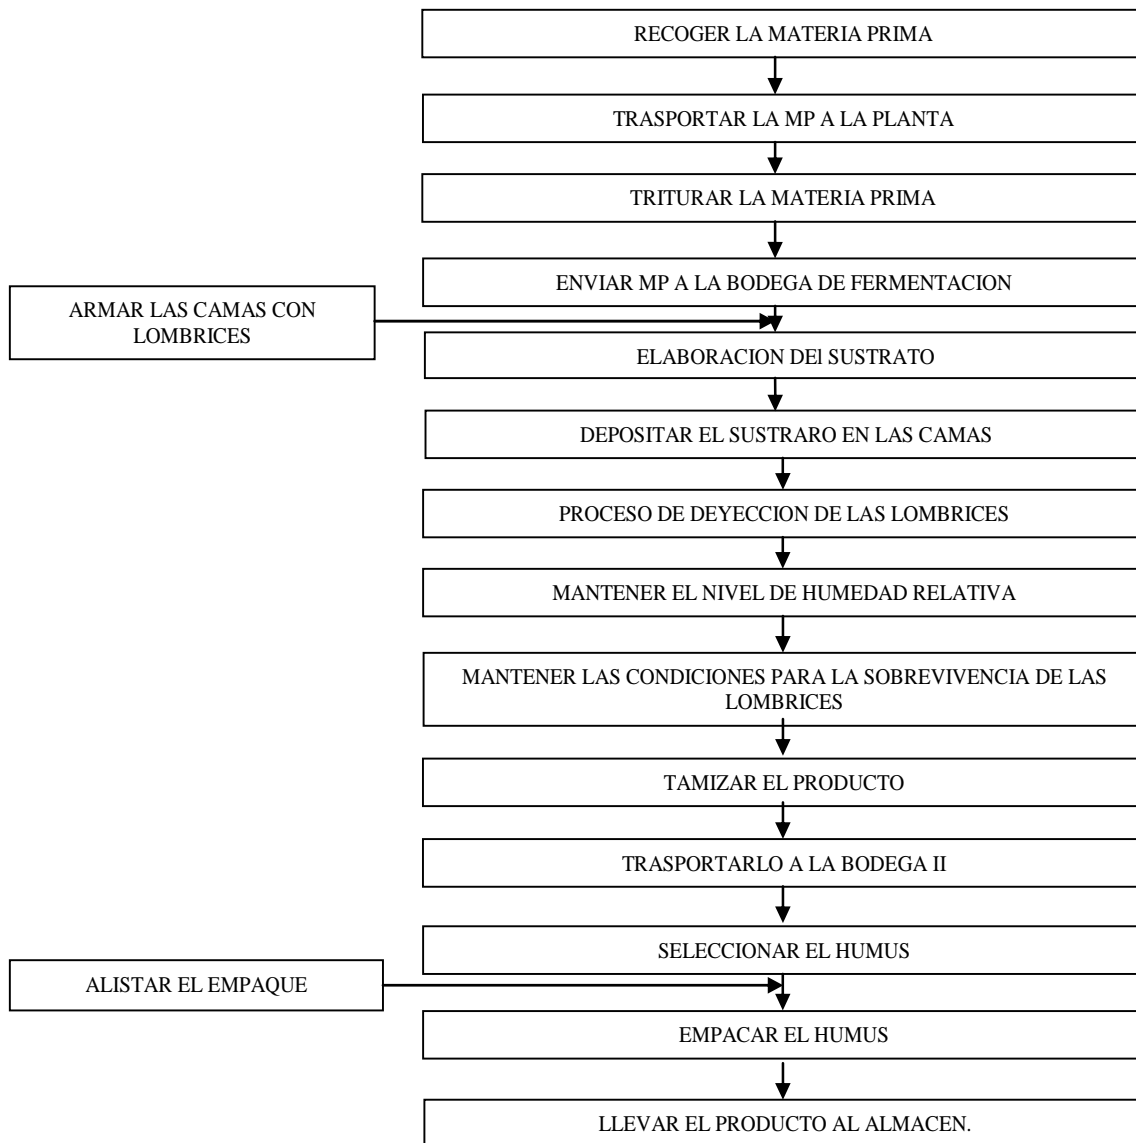 RECOGER LA MATERIA PRIMA
TRASPORTAR LA MP A LA PLANTA
TRITURAR LA MATERIA PRIMA
ENVIAR MP A LA BODEGA DE FERMENTACION
ARMAR LAS CAMAS CON
LOMBRICES
ELABORACION DEl SUSTRATO
DEPOSITAR EL SUSTRARO EN LAS CAMAS
PROCESO DE DEYECCION DE LAS LOMBRICES
MANTENER EL NIVEL DE HUMEDAD RELATIVA
MANTENER LAS CONDICIONES PARA LA SOBREVIVENCIA DE LAS
LOMBRICES
TAMIZAR EL PRODUCTO
TRASPORTARLO A LA BODEGA II
SELECCIONAR EL HUMUS
ALISTAR EL EMPAQUE
EMPACAR EL HUMUS
LLEVAR EL PRODUCTO AL ALMACEN.